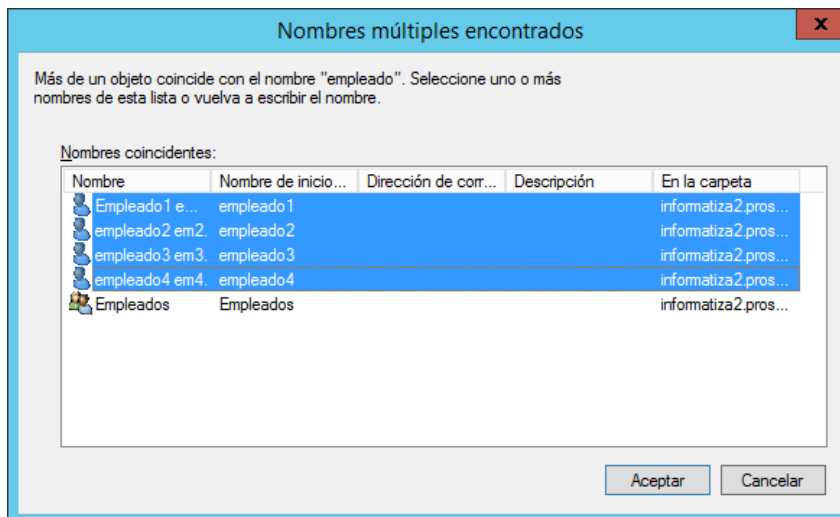 Nombres múltiples encontrados
x
Más de un objeto coincide con el nombre "empleado". Seleccione uno o más
nombres de esta lista o vuelva a escribir el nombre.
Nombres coincidentes:
Nombre Nombre de inicio... Dirección de corr... Descripción En la carpeta
Empleado1 e... empleado1 informatiza2.pros...
empleado2 em2. empleado2 informatiza2.pros...
empleado3 em3. empleado3 informatiza2.pros...
empleado4 em4. empleado4 informatiza2.pros...
Empleados Empleados informatiza2.pros...
Aceptar Cancelar